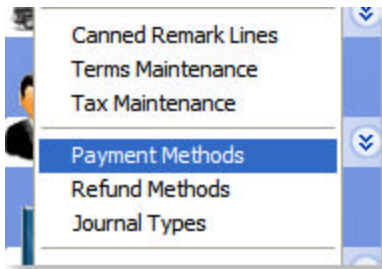 Canned Remark Lines
Terms Maintenance
Tax Maintenance
Payment Methods
Refund Methods
Journal Types